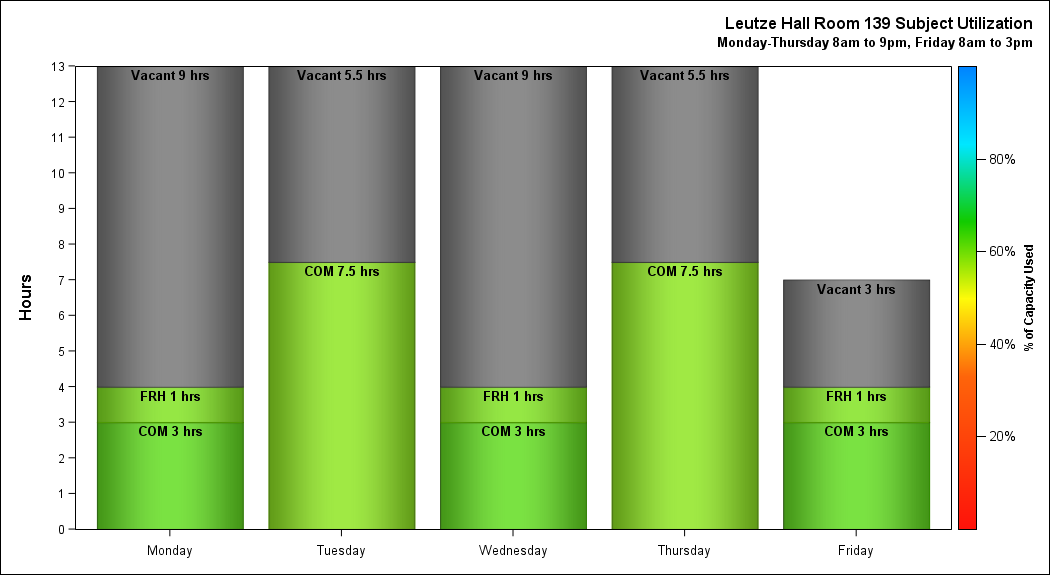 Leutze Hall Room 139 Subject Utilization
Monday-Thursday 8am to 9pm, Friday 8am to 3pm
Hours
13
12
11
10
9
8
7
6
5
4
3
2
1
0
Vacant 9 hrs
FRH 1 hrs
COM 3 hrs
Vacant 5.5 hrs
COM 7.5 hrs
Vacant 9 hrs
FRH 1 hrs
COM 3 hrs
Vacant 5.5 hrs
COM 7.5 hrs
Vacant 3 hrs
FRH 1 hrs
COM 3 hrs
Monday
Tuesday
Wednesday
Thursday
Friday
80%
60%
40%
20%
% of Capacity Used